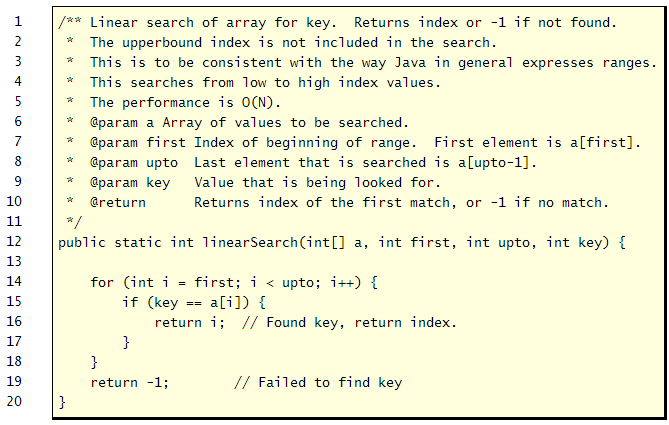 1 /** Linear search of array for key.  Returns index or -1 if not found.
2  *  The upperbound index is not included in the search.
3  *  This is to be consistent with the way Java in general expresses ranges.
4  *  This searches from low to high index values.
5  *  The performance is O(N).
6  *  @param a Array of values to be searched.
7  *  @param first Index of beginning of range.  First element is a[first].
8  *  @param upto  Last element that is searched is a[upto-1].
9  *  @param key   Value that is being looked for.
10  *  @return      Returns index of the first match, or -1 if no match.
11  */
12 public static int linearSearch(int[] a, int first, int upto, int key) {
13
14     for (int i = first; i < upto; i++) {
15         if (key == a[i]) {
16             return i;  // Found key, return index.
17         }
18     }
19     return -1;        // Failed to find key
20 }